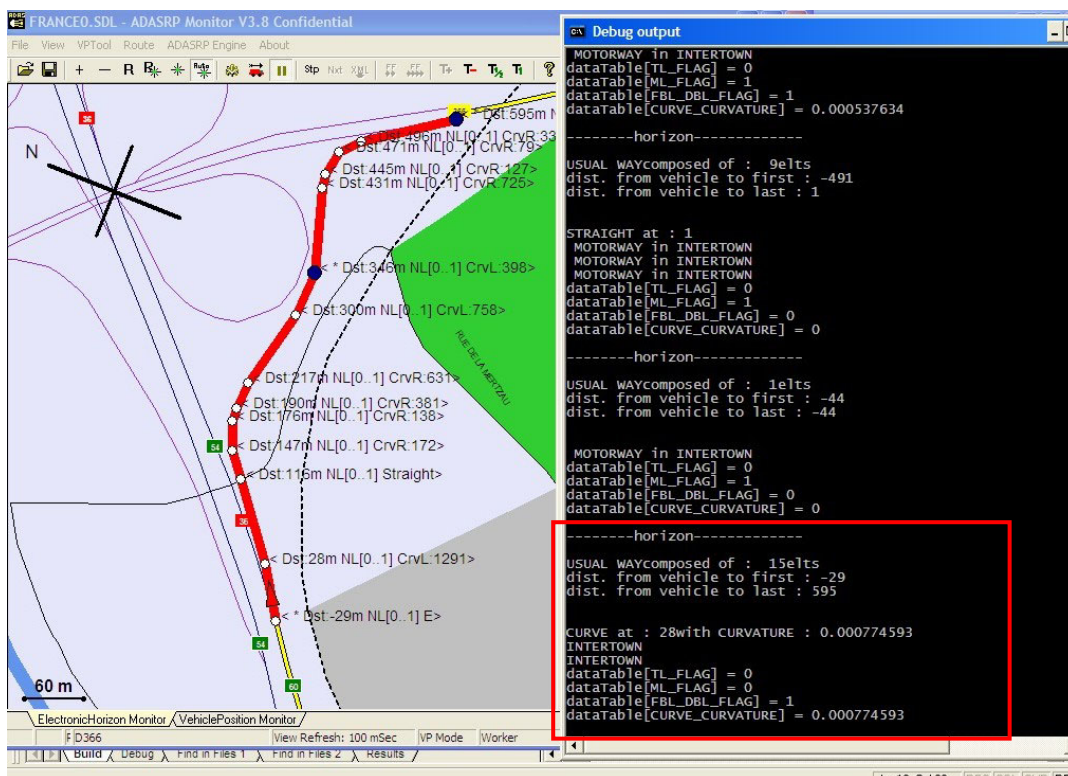 FRANCE0.SDL - ADASRP Monitor V3.8 Confidential
File View VPTool Route ADASRP Engine About
+ — R Stp Nxt XML FF FF T+ T- T½ Ti
36
N
Dst:595m
Dst:496m NL[0..1] CrvR:33
Dst:471m NL[0..1] CrvR:79>
< Dst:445m NL[0..1] CrvR:127>
< Dst:431m NL[0..1] CrvR:725>
< * Dst:346m NL[0..1] CrvL:398>
< Dst:300m NL[0..1] CrvL:758>
RUE DE LA MERTZAU
< Dst:217m NL[0..1] CrvR:631>
< Dst:190m NL[0..1] CrvR:381>
< Dst:176m NL[0..1] CrvR:138>
54
< Dst:147m NL[0..1] CrvR:172>
< Dst:116m NL[0..1] Straight>
36
< Dst:28m NL[0..1] CrvL:1291>
< * Dst:-29m NL[0..1] E>
54
60
60 m
ElectronicHorizon Monitor VehiclePosition Monitor
F D366 View Refresh: 100 mSec VP Mode Worker
Build Debug Find in Files 1 Find in Files 2 Results
Debug output
MOTORWAY in INTERTOWN
dataTable[TL_FLAG] = 0
dataTable[ML_FLAG] = 1
dataTable[FBL_DBL_FLAG] = 1
dataTable[CURVE_CURVATURE] = 0.000537634
--------horizon-------------
USUAL WAYcomposed of : 9elts
dist. from vehicle to first : -491
dist. from vehicle to last : 1
STRAIGHT at : 1
MOTORWAY in INTERTOWN
MOTORWAY in INTERTOWN
MOTORWAY in INTERTOWN
dataTable[TL_FLAG] = 0
dataTable[ML_FLAG] = 1
dataTable[FBL_DBL_FLAG] = 0
dataTable[CURVE_CURVATURE] = 0
--------horizon-------------
USUAL WAYcomposed of : 1elts
dist. from vehicle to first : -44
dist. from vehicle to last : -44
MOTORWAY in INTERTOWN
dataTable[TL_FLAG] = 0
dataTable[ML_FLAG] = 1
dataTable[FBL_DBL_FLAG] = 0
dataTable[CURVE_CURVATURE] = 0
--------horizon-------------
USUAL WAYcomposed of : 15elts
dist. from vehicle to first : -29
dist. from vehicle to last : 595
CURVE at : 28with CURVATURE : 0.000774593
INTERTOWN
INTERTOWN
dataTable[TL_FLAG] = 0
dataTable[ML_FLAG] = 0
dataTable[FBL_DBL_FLAG] = 1
dataTable[CURVE_CURVATURE] = 0.000774593